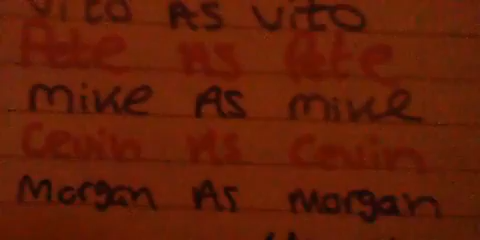 Vito As Vito
Pete As Pete
Mike As Mike
Cevin As Cevin
Morgan As Morgan